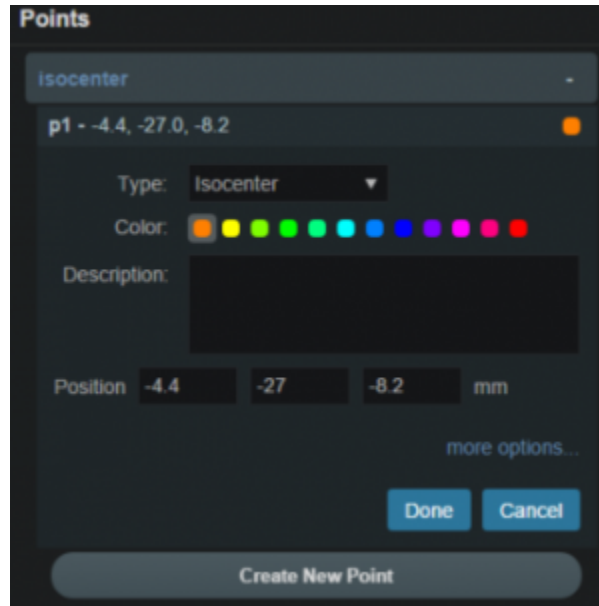 Points
isocenter -
p1 - -4.4, -27.0, -8.2
Type: Isocenter
Color:
Description:
Position -4.4 -27 -8.2 mm
more options...
Done Cancel
Create New Point